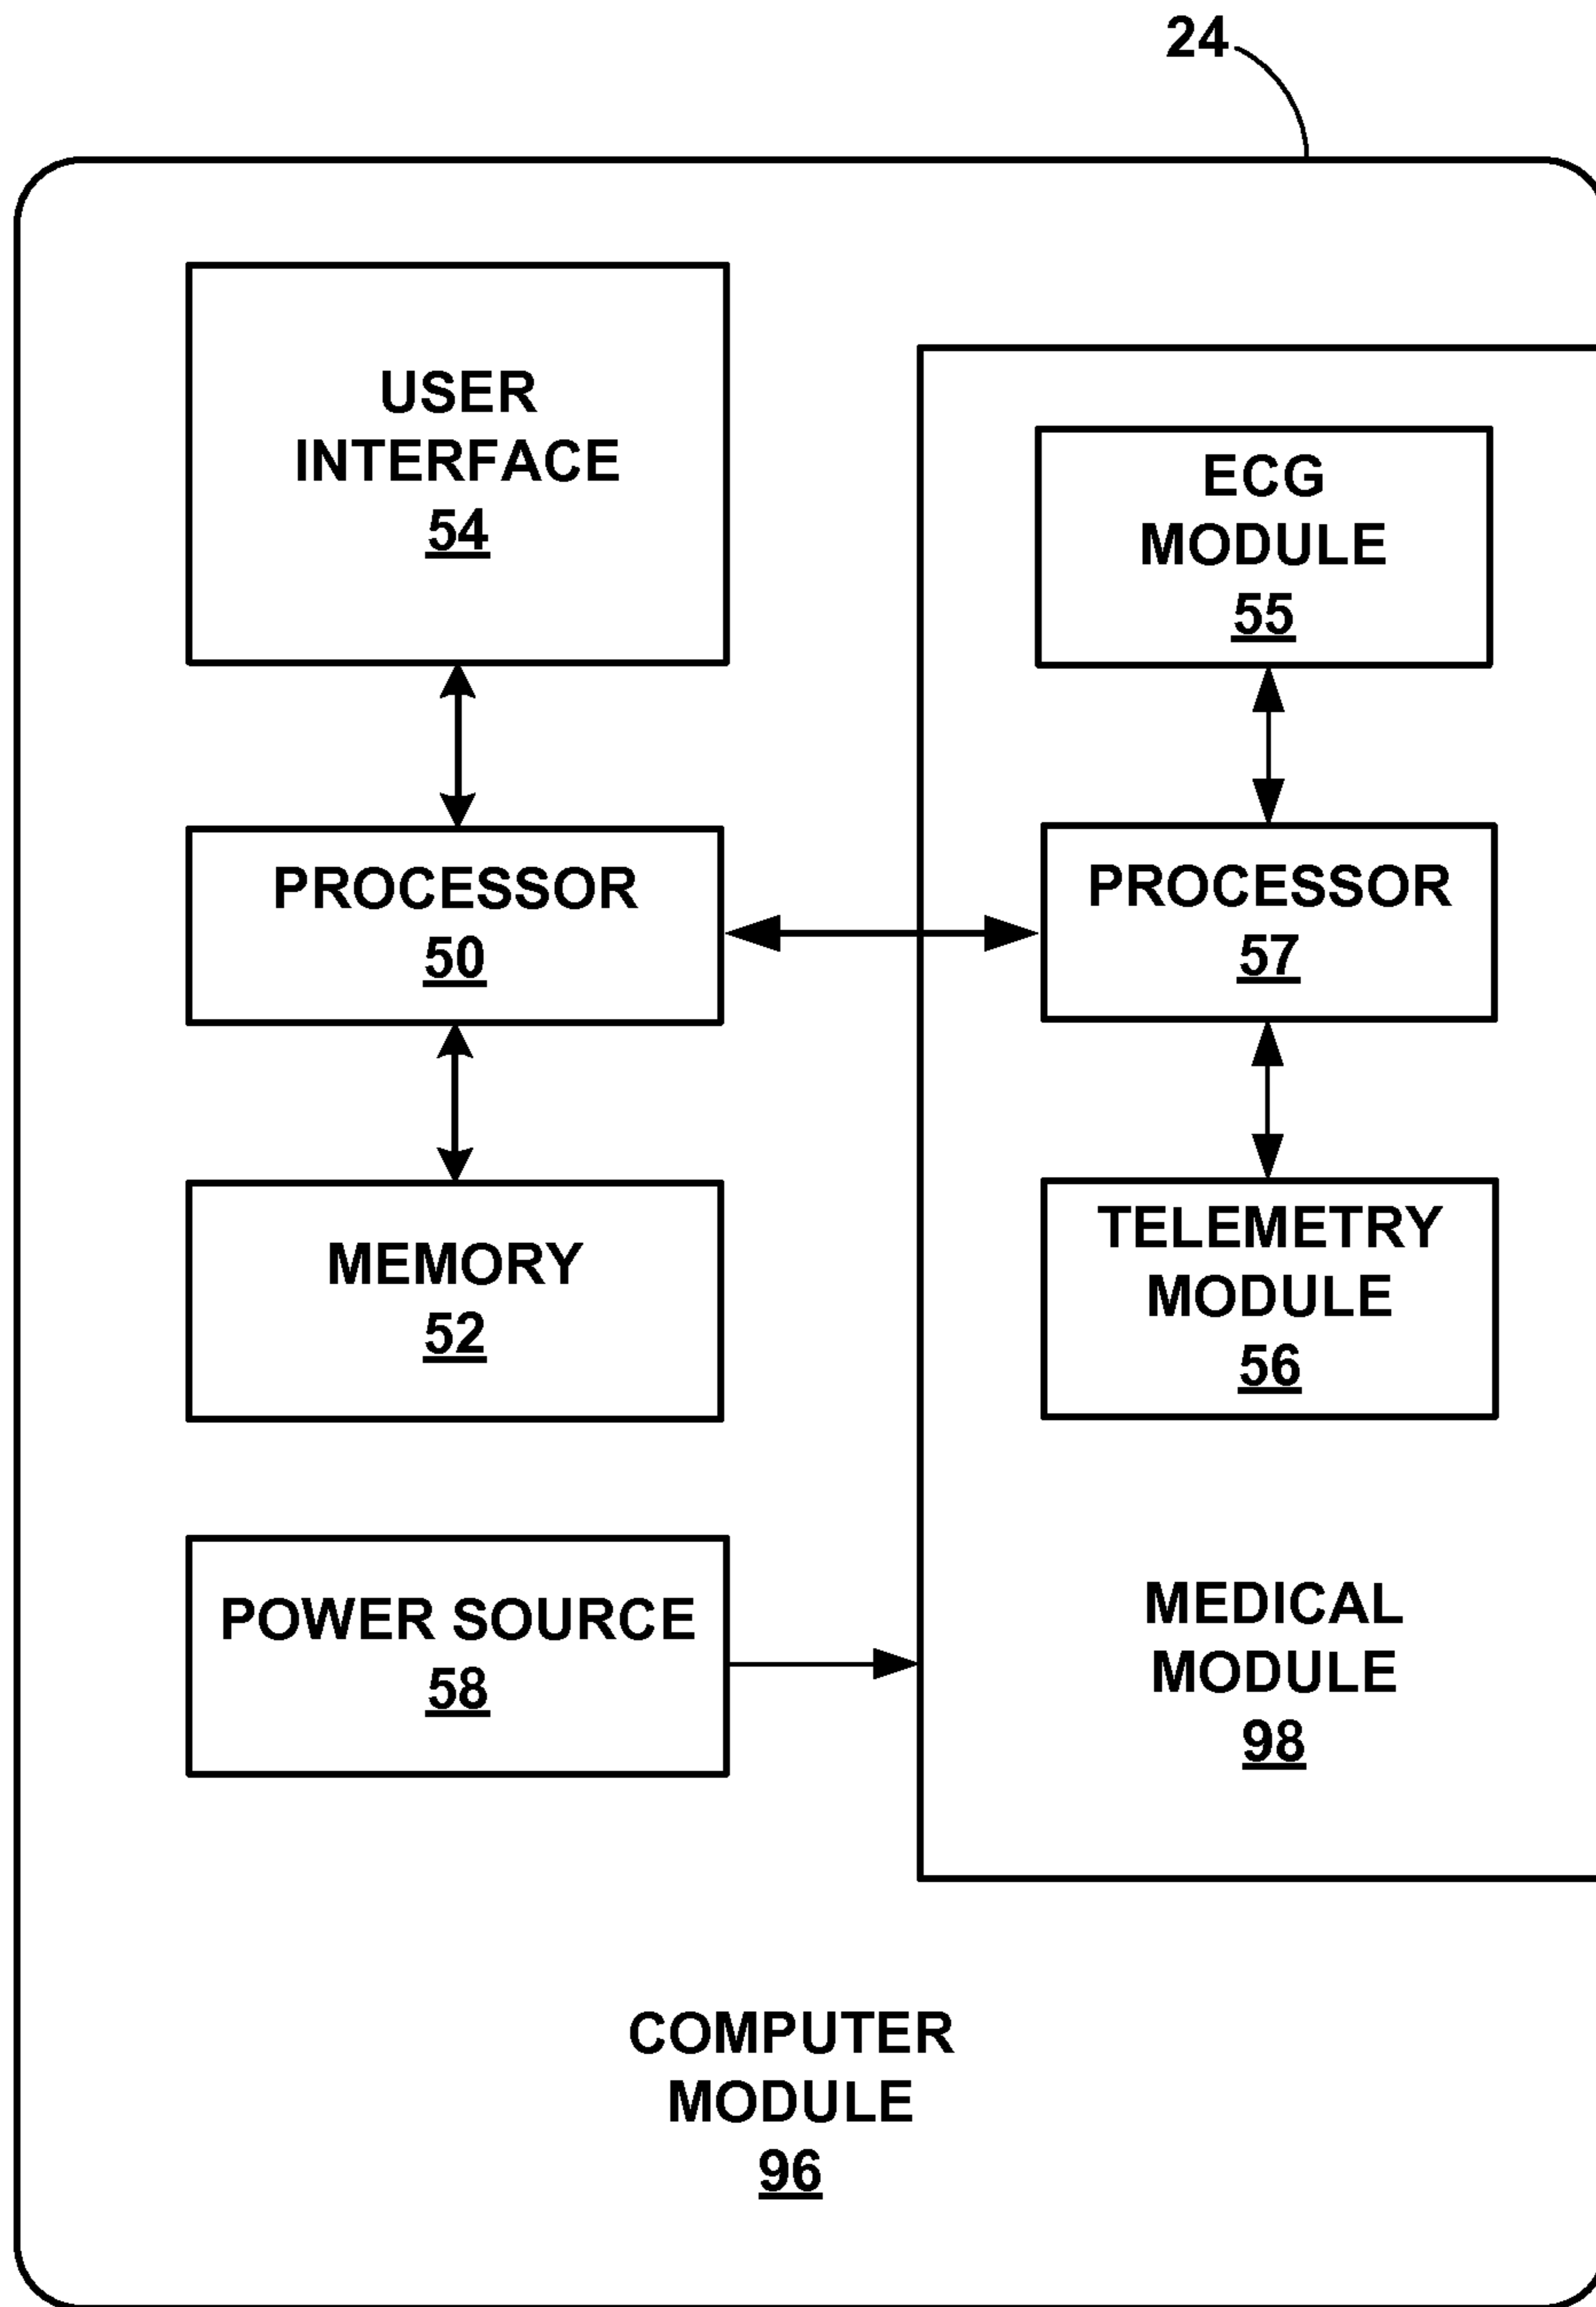 24
USER
INTERFACE
54
ECG
MODULE
55
PROCESSOR
50
PROCESSOR
57
MEMORY
52
TELEMETRY
MODULE
56
POWER SOURCE
58
MEDICAL
MODULE
98
COMPUTER
MODULE
96